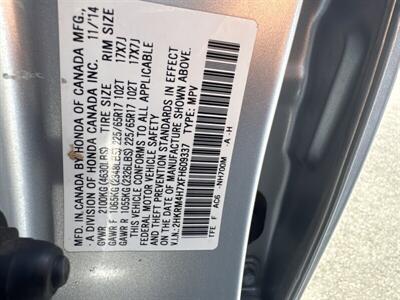 MFD. IN CANADA BY HONDA OF CANADA MFG.,
- A DIVISION OF HONDA CANADA INC. 11/'14
TIRE SIZE RIM SIZE
GVWR 2100KG(4630LBS)
GAWR F 1065KG(2348LBS) 225/65R17 102T 17X7J
GAWR R 1055KG(2326LBS) 225/65R17 102T 17X7J
THIS VEHICLE CONFORMS TO ALL APPLICABLE
FEDERAL MOTOR VEHICLE SAFETY
AND THEFT PREVENTION STANDARDS IN EFFECT
ON THE DATE OF MANUFACTURE SHOWN ABOVE.
V.I.N.: 2HKRM4H7XFH609337 TYPE: MPV
TFE F AC6 -NH700M -A -H